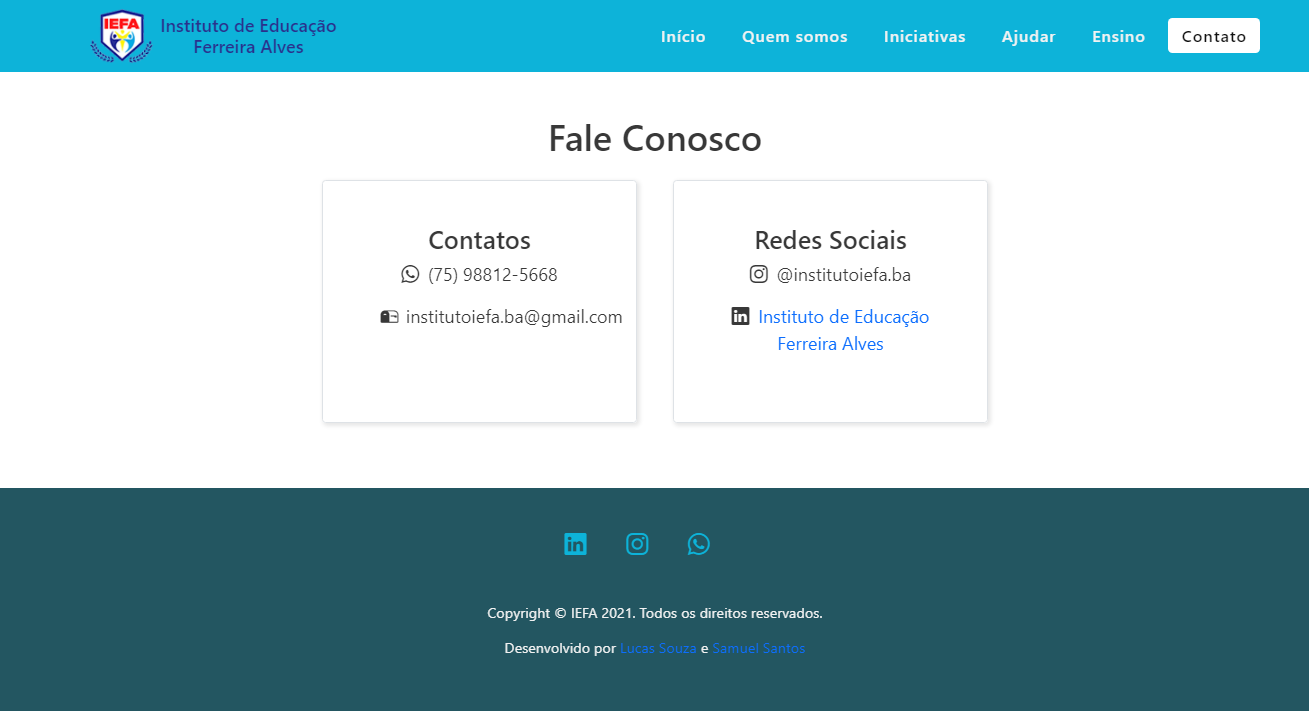 IEFA
Instituto de Educação
Ferreira Alves
Início Quem somos Iniciativas Ajudar Ensino Contato
Fale Conosco
Contatos
(75) 98812-5668
institutoiefa.ba@gmail.com
Redes Sociais
@institutoiefa.ba
Instituto de Educação
Ferreira Alves
Copyright © IEFA 2021. Todos os direitos reservados.
Desenvolvido por Lucas Souza e Samuel Santos